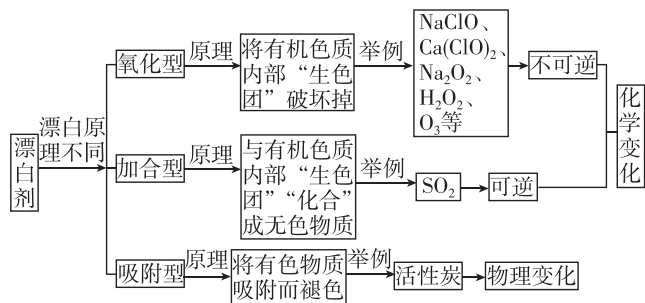 漂白剂
漂白原
理不同
氧化型
原理
将有机色质
内部“生色
团”破坏掉
举例
NaClO、
Ca(ClO)₂、
Na₂O₂、
H₂O₂、
O₃等
不可逆
加合型
原理
与有机色质
内部“生色
团”“化合”
成无色物质
举例
SO₂
可逆
化学变化
吸附型
原理
将有色物质
吸附而褪色
举例
活性炭
物理变化